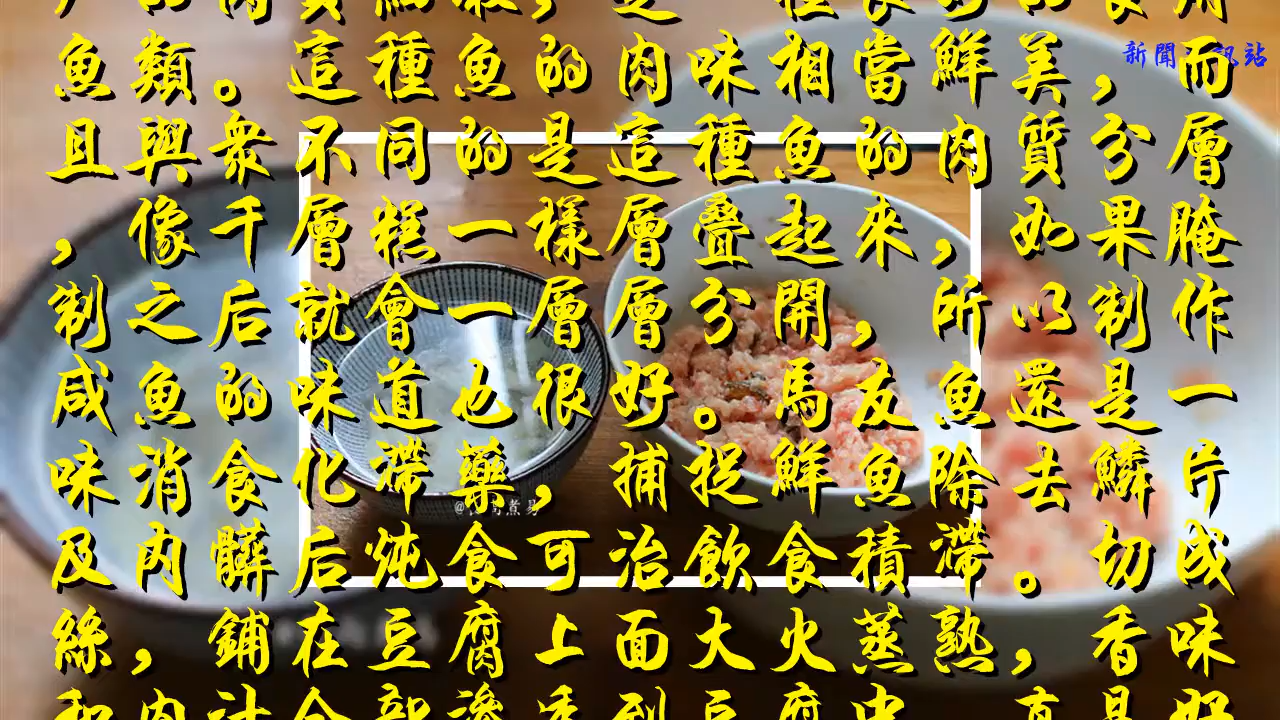 魚類。這種魚的肉味相當鮮美，而
且與衆不同的是這種魚的肉質分層
，像千層糕一樣層疊起來，如果腌
制之后就會一層層分開，所以制作
咸魚的味道也很好。馬友魚還是一
味消食化滯藥，捕捉鮮魚除去鱗片
及内臟后炖食可治飲食積滯。切成
絲，鋪在豆腐上面大火蒸熟，香味